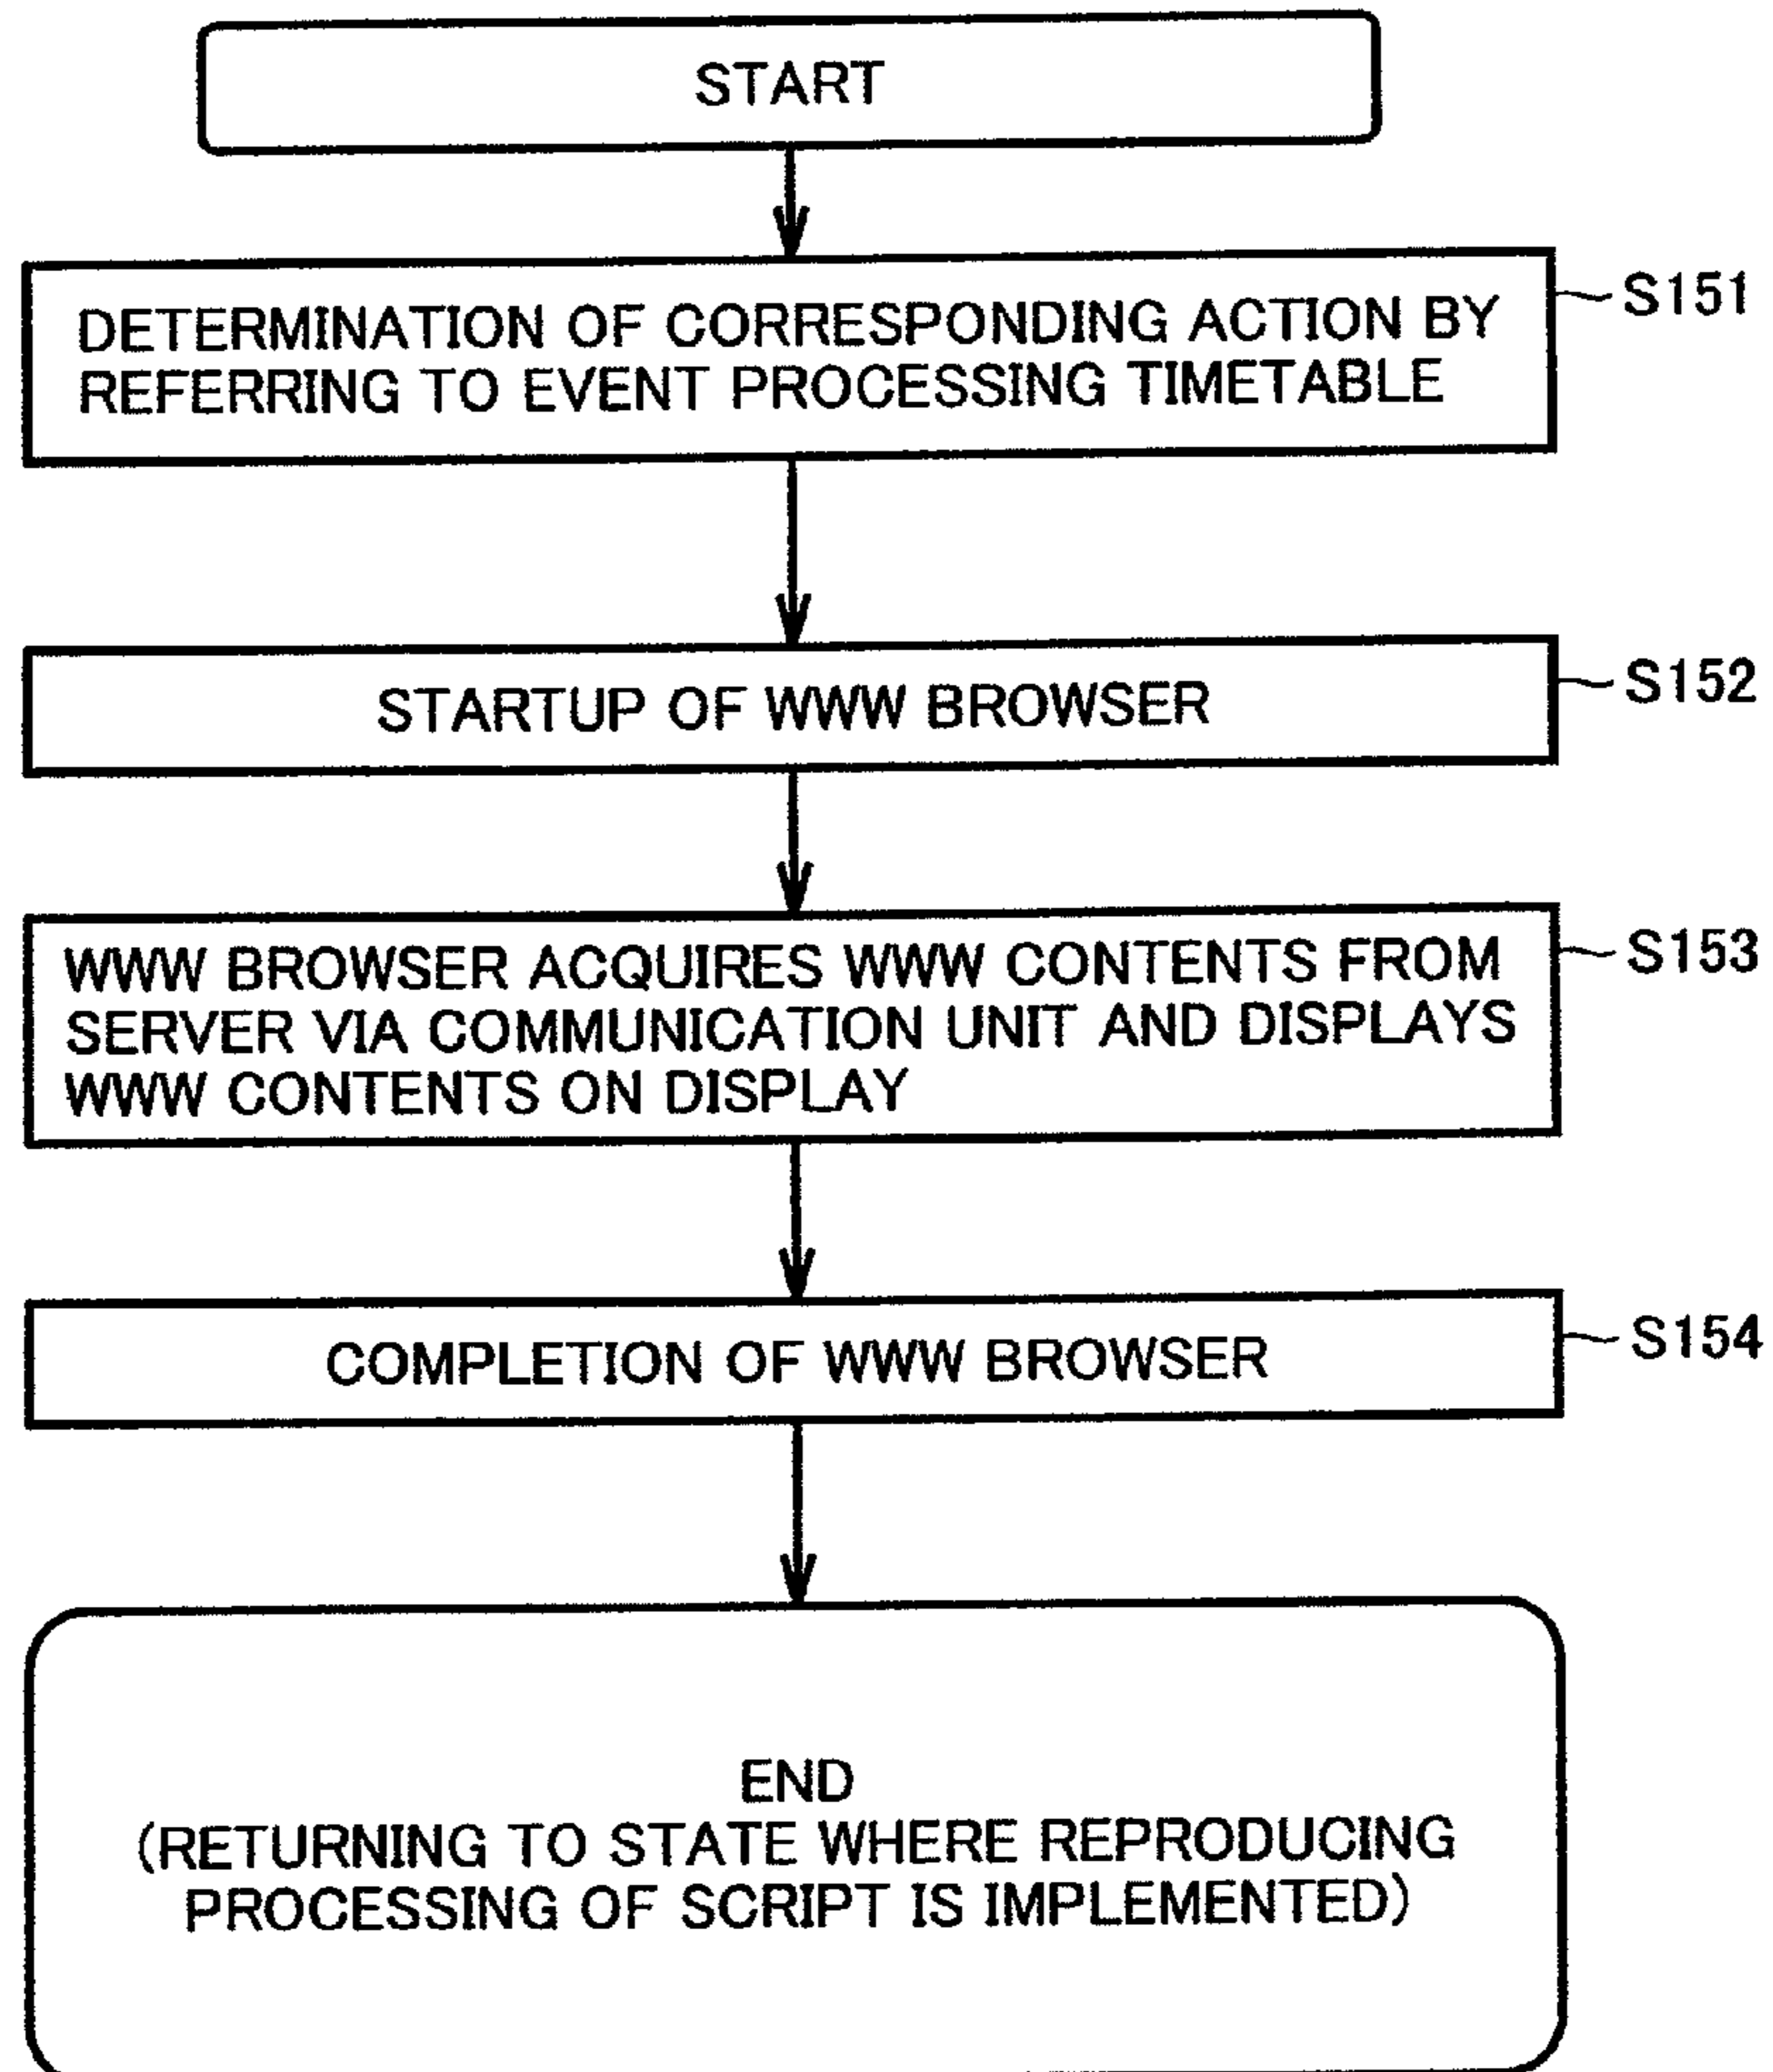 START
DETERMINATION OF CORRESPONDING ACTION BY
REFERRING TO EVENT PROCESSING TIMETABLE
S151
STARTUP OF WWW BROWSER
S152
WWW BROWSER ACQUIRES WWW CONTENTS FROM
SERVER VIA COMMUNICATION UNIT AND DISPLAYS
WWW CONTENTS ON DISPLAY
S153
COMPLETION OF WWW BROWSER
S154
END
(RETURNING TO STATE WHERE REPRODUCING
PROCESSING OF SCRIPT IS IMPLEMENTED)